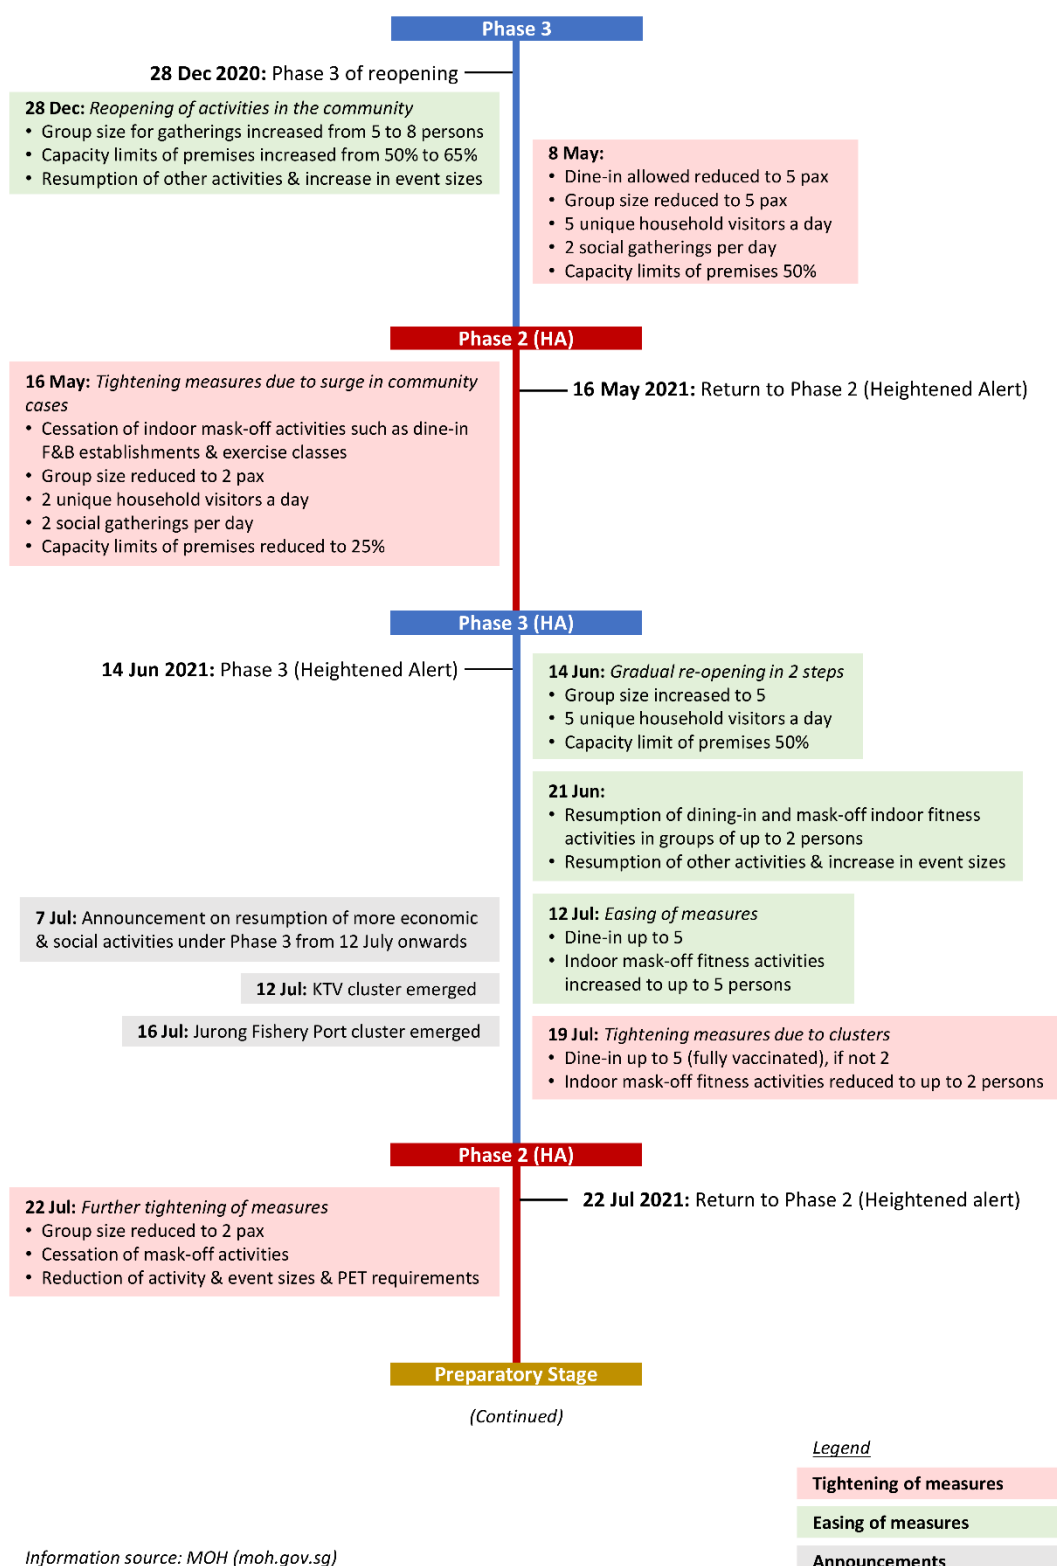 Phase 3
28 Dec 2020: Phase 3 of reopening
28 Dec: Reopening of activities in the community
• Group size for gatherings increased from 5 to 8 persons
• Capacity limits of premises increased from 50% to 65%
• Resumption of other activities & increase in event sizes
8 May:
• Dine-in allowed reduced to 5 pax
• Group size reduced to 5 pax
• 5 unique household visitors a day
• 2 social gatherings per day
• Capacity limits of premises 50%
Phase 2 (HA)
16 May: Tightening measures due to surge in community
cases
• Cessation of indoor mask-off activities such as dine-in
F&B establishments & exercise classes
• Group size reduced to 2 pax
• 2 unique household visitors a day
• 2 social gatherings per day
• Capacity limits of premises reduced to 25%
16 May 2021: Return to Phase 2 (Heightened Alert)
Phase 3 (HA)
14 Jun 2021: Phase 3 (Heightened Alert)
14 Jun: Gradual re-opening in 2 steps
• Group size increased to 5
• 5 unique household visitors a day
• Capacity limit of premises 50%
21 Jun:
• Resumption of dining-in and mask-off indoor fitness
activities in groups of up to 2 persons
• Resumption of other activities & increase in event sizes
7 Jul: Announcement on resumption of more economic
& social activities under Phase 3 from 12 July onwards
12 Jul: Easing of measures
• Dine-in up to 5
• Indoor mask-off fitness activities
increased to up to 5 persons
12 Jul: KTV cluster emerged
16 Jul: Jurong Fishery Port cluster emerged
19 Jul: Tightening measures due to clusters
• Dine-in up to 5 (fully vaccinated), if not 2
• Indoor mask-off fitness activities reduced to up to 2 persons
Phase 2 (HA)
22 Jul: Further tightening of measures
• Group size reduced to 2 pax
• Cessation of mask-off activities
• Reduction of activity & event sizes & PET requirements
22 Jul 2021: Return to Phase 2 (Heightened alert)
Preparatory Stage
(Continued)
Legend
Tightening of measures
Easing of measures
Announcements
Information source: MOH (moh.gov.sg)